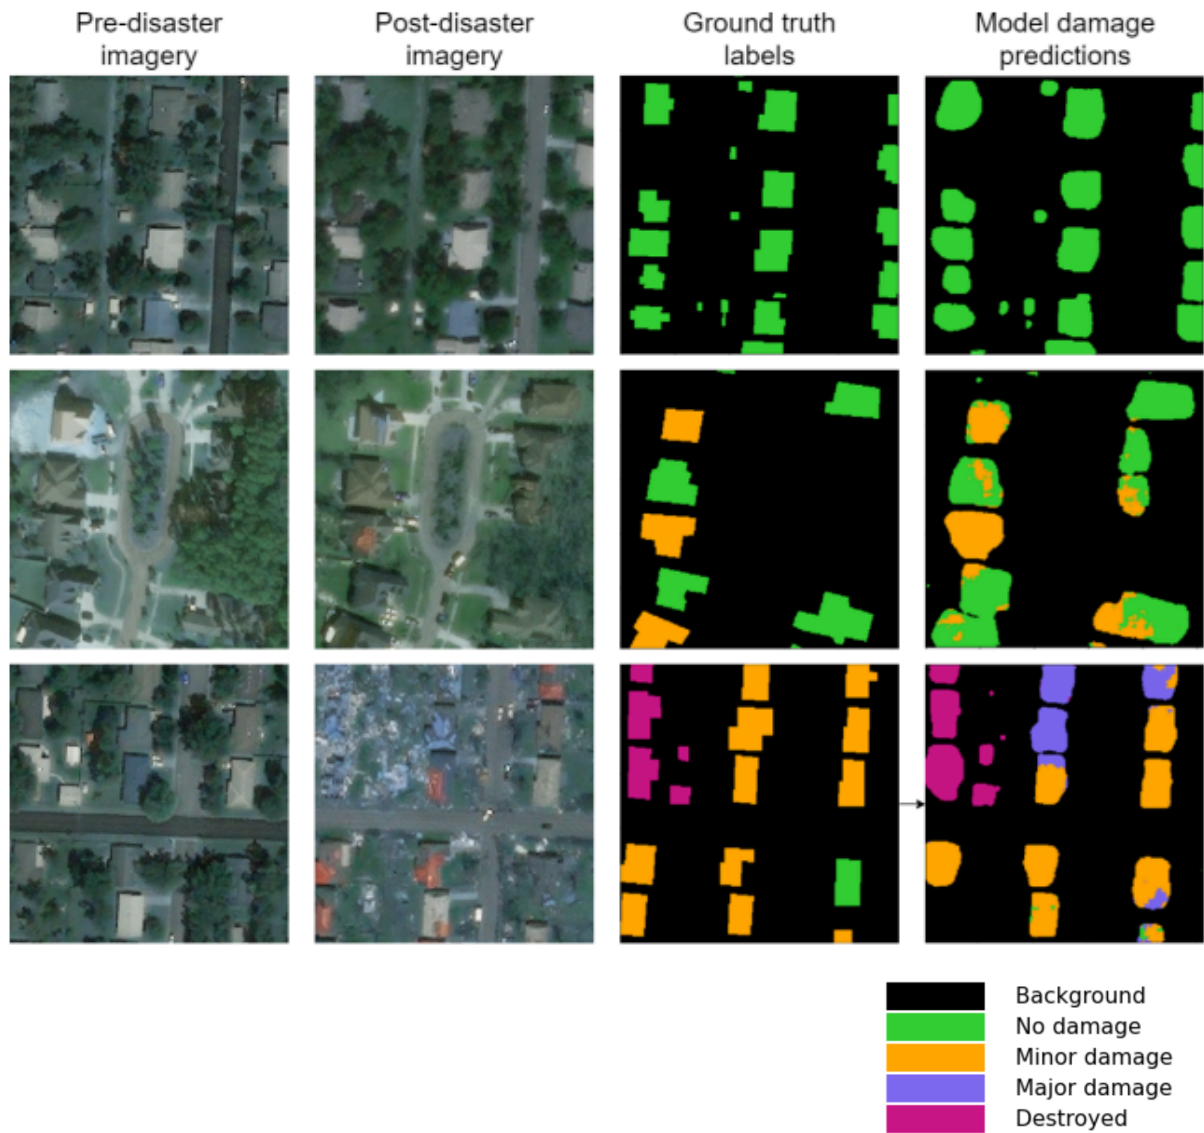 Pre-disaster
imagery
Post-disaster
imagery
Ground truth
labels
Model damage
predictions
Background
No damage
Minor damage
Major damage
Destroyed